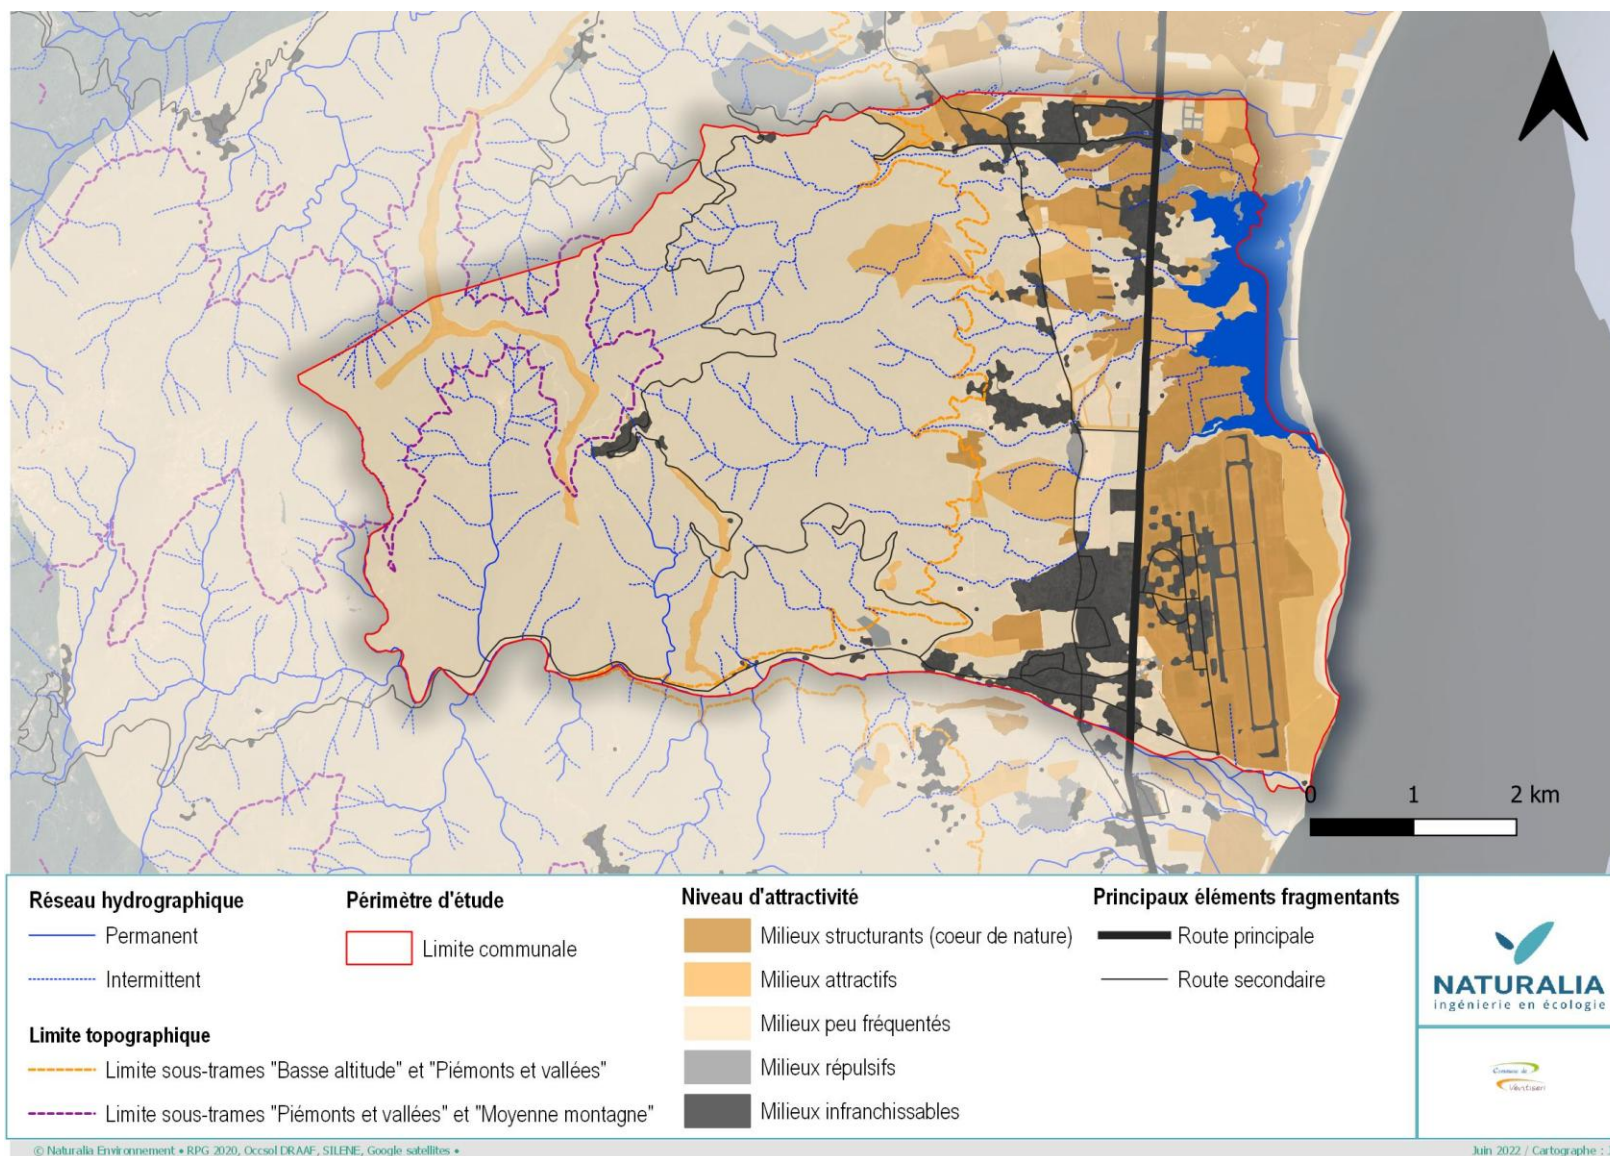 0 1 2 km
Réseau hydrographique
Permanent
Intermittent
Limite topographique
Limite sous-trames "Basse altitude" et "Piémonts et vallées"
Limite sous-trames "Piémonts et vallées" et "Moyenne montagne"
Périmètre d'étude
Limite communale
Niveau d'attractivité
Milieux structurants (coeur de nature)
Milieux attractifs
Milieux peu fréquentés
Milieux répulsifs
Milieux infranchissables
Principaux éléments fragmentants
Route principale
Route secondaire
NATURALIA
ingénierie en écologie
Commune de
Ventiseri
© Naturalia Environnement • RPG 2020, Occsol DRAAF, SILENE, Google satellites •
Juin 2022 / Cartographe :